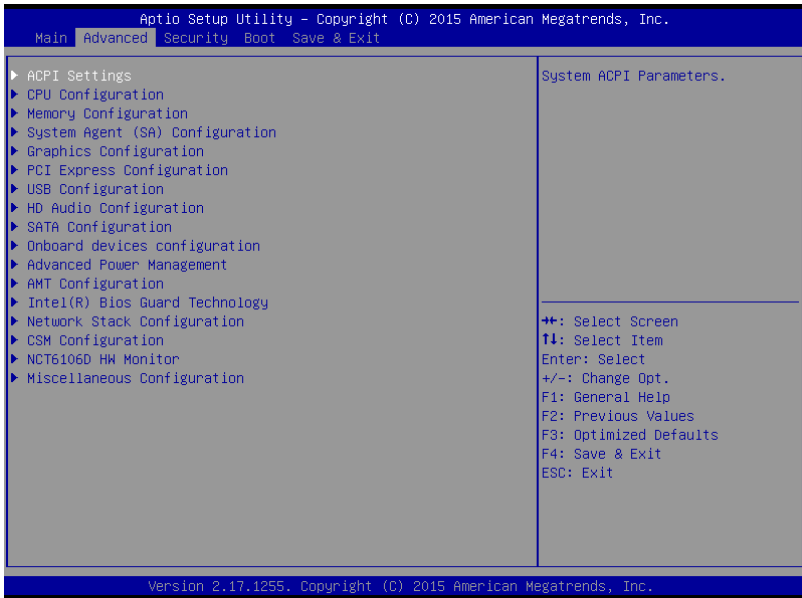 Aptio Setup Utility – Copyright (C) 2015 American Megatrends, Inc.
Main Advanced Security Boot Save & Exit
ACPI Settings
CPU Configuration
Memory Configuration
System Agent (SA) Configuration
Graphics Configuration
PCI Express Configuration
USB Configuration
HD Audio Configuration
SATA Configuration
Onboard devices configuration
Advanced Power Management
AMT Configuration
Intel(R) Bios Guard Technology
Network Stack Configuration
CSM Configuration
NCT6106D HW Monitor
Miscellaneous Configuration
System ACPI Parameters.
→←: Select Screen
↑↓: Select Item
Enter: Select
+/-: Change Opt.
F1: General Help
F2: Previous Values
F3: Optimized Defaults
F4: Save & Exit
ESC: Exit
Version 2.17.1255. Copyright (C) 2015 American Megatrends, Inc.